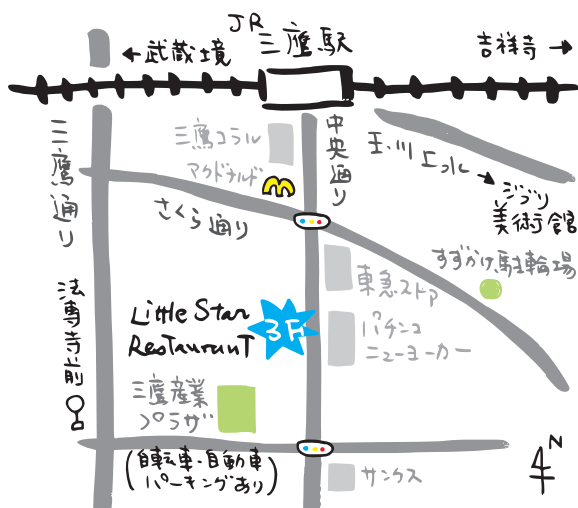 JR
三鷹駅
←武蔵境
吉祥寺→
三鷹通り
三鷹コラル
マクドナルド
さくら通り
中央通り
玉川上水
ジブリ
美術館
すずかけ駐輪場
東急ストア
法専寺前
Little Star
ResTauranT
3F!
パチンコ
ニューヨーカー
三鷹産業
プラザ
(自転車・自動車
パーキングあり)
サンクス
N